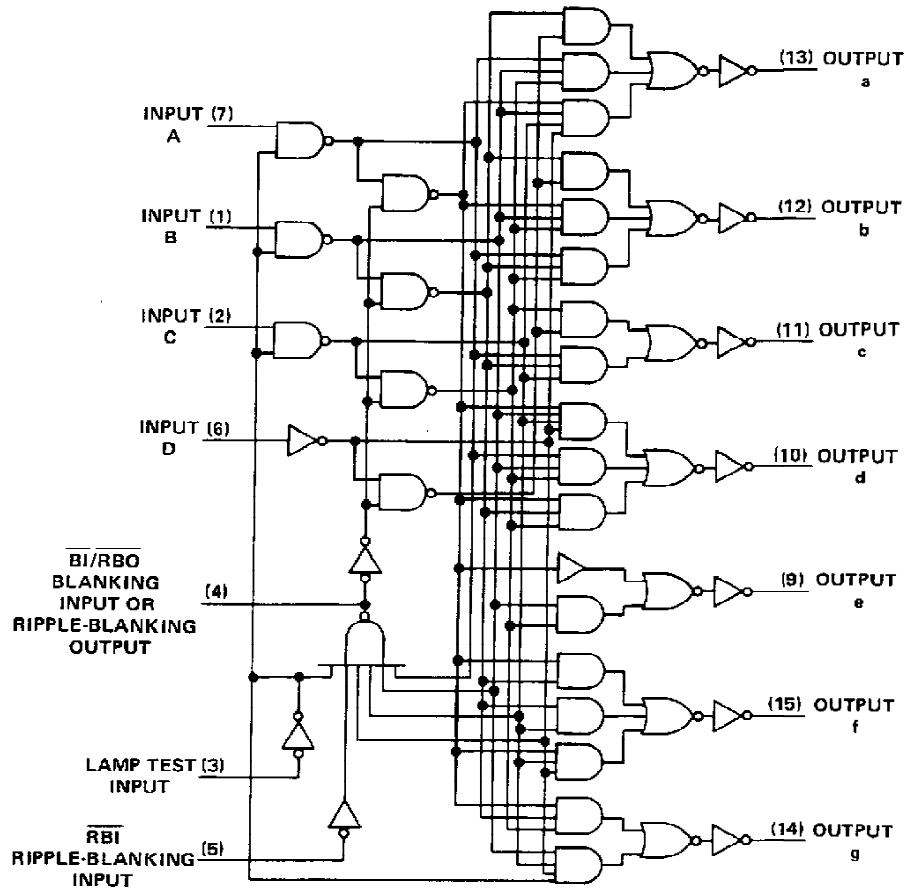 (13) OUTPUT
a
INPUT (7)
A
INPUT (1)
B
(12) OUTPUT
b
INPUT (2)
C
(11) OUTPUT
c
INPUT (6)
D
(10) OUTPUT
d
BI/RBO
BLANKING
INPUT OR
RIPPLE-BLANKING
OUTPUT
(4)
(9) OUTPUT
e
(15) OUTPUT
f
LAMP TEST (3)
INPUT
RBI
RIPPLE-BLANKING
INPUT
(5)
(14) OUTPUT
g